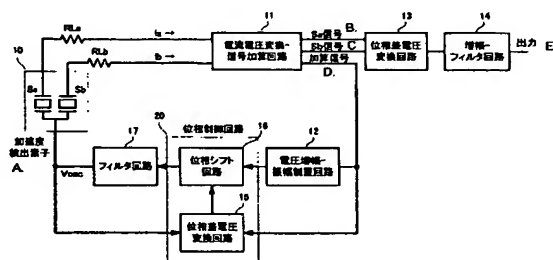 RLa
Ia →
11
Sa信号
B.
13
14
10
RLb
Ib →
電流電圧変換・
信号加算回路
Sb信号
C
位相差電圧
変換回路
増幅・
フィルタ回路
出力
E
加算信号
D.
Sa
Sb
20
位相制御回路
加速度
検出素子
A.
17
16
12
Vosc
フィルタ回路
位相シフト
回路
電圧増幅・
振幅制御回路
15
位相差電圧
変換回路